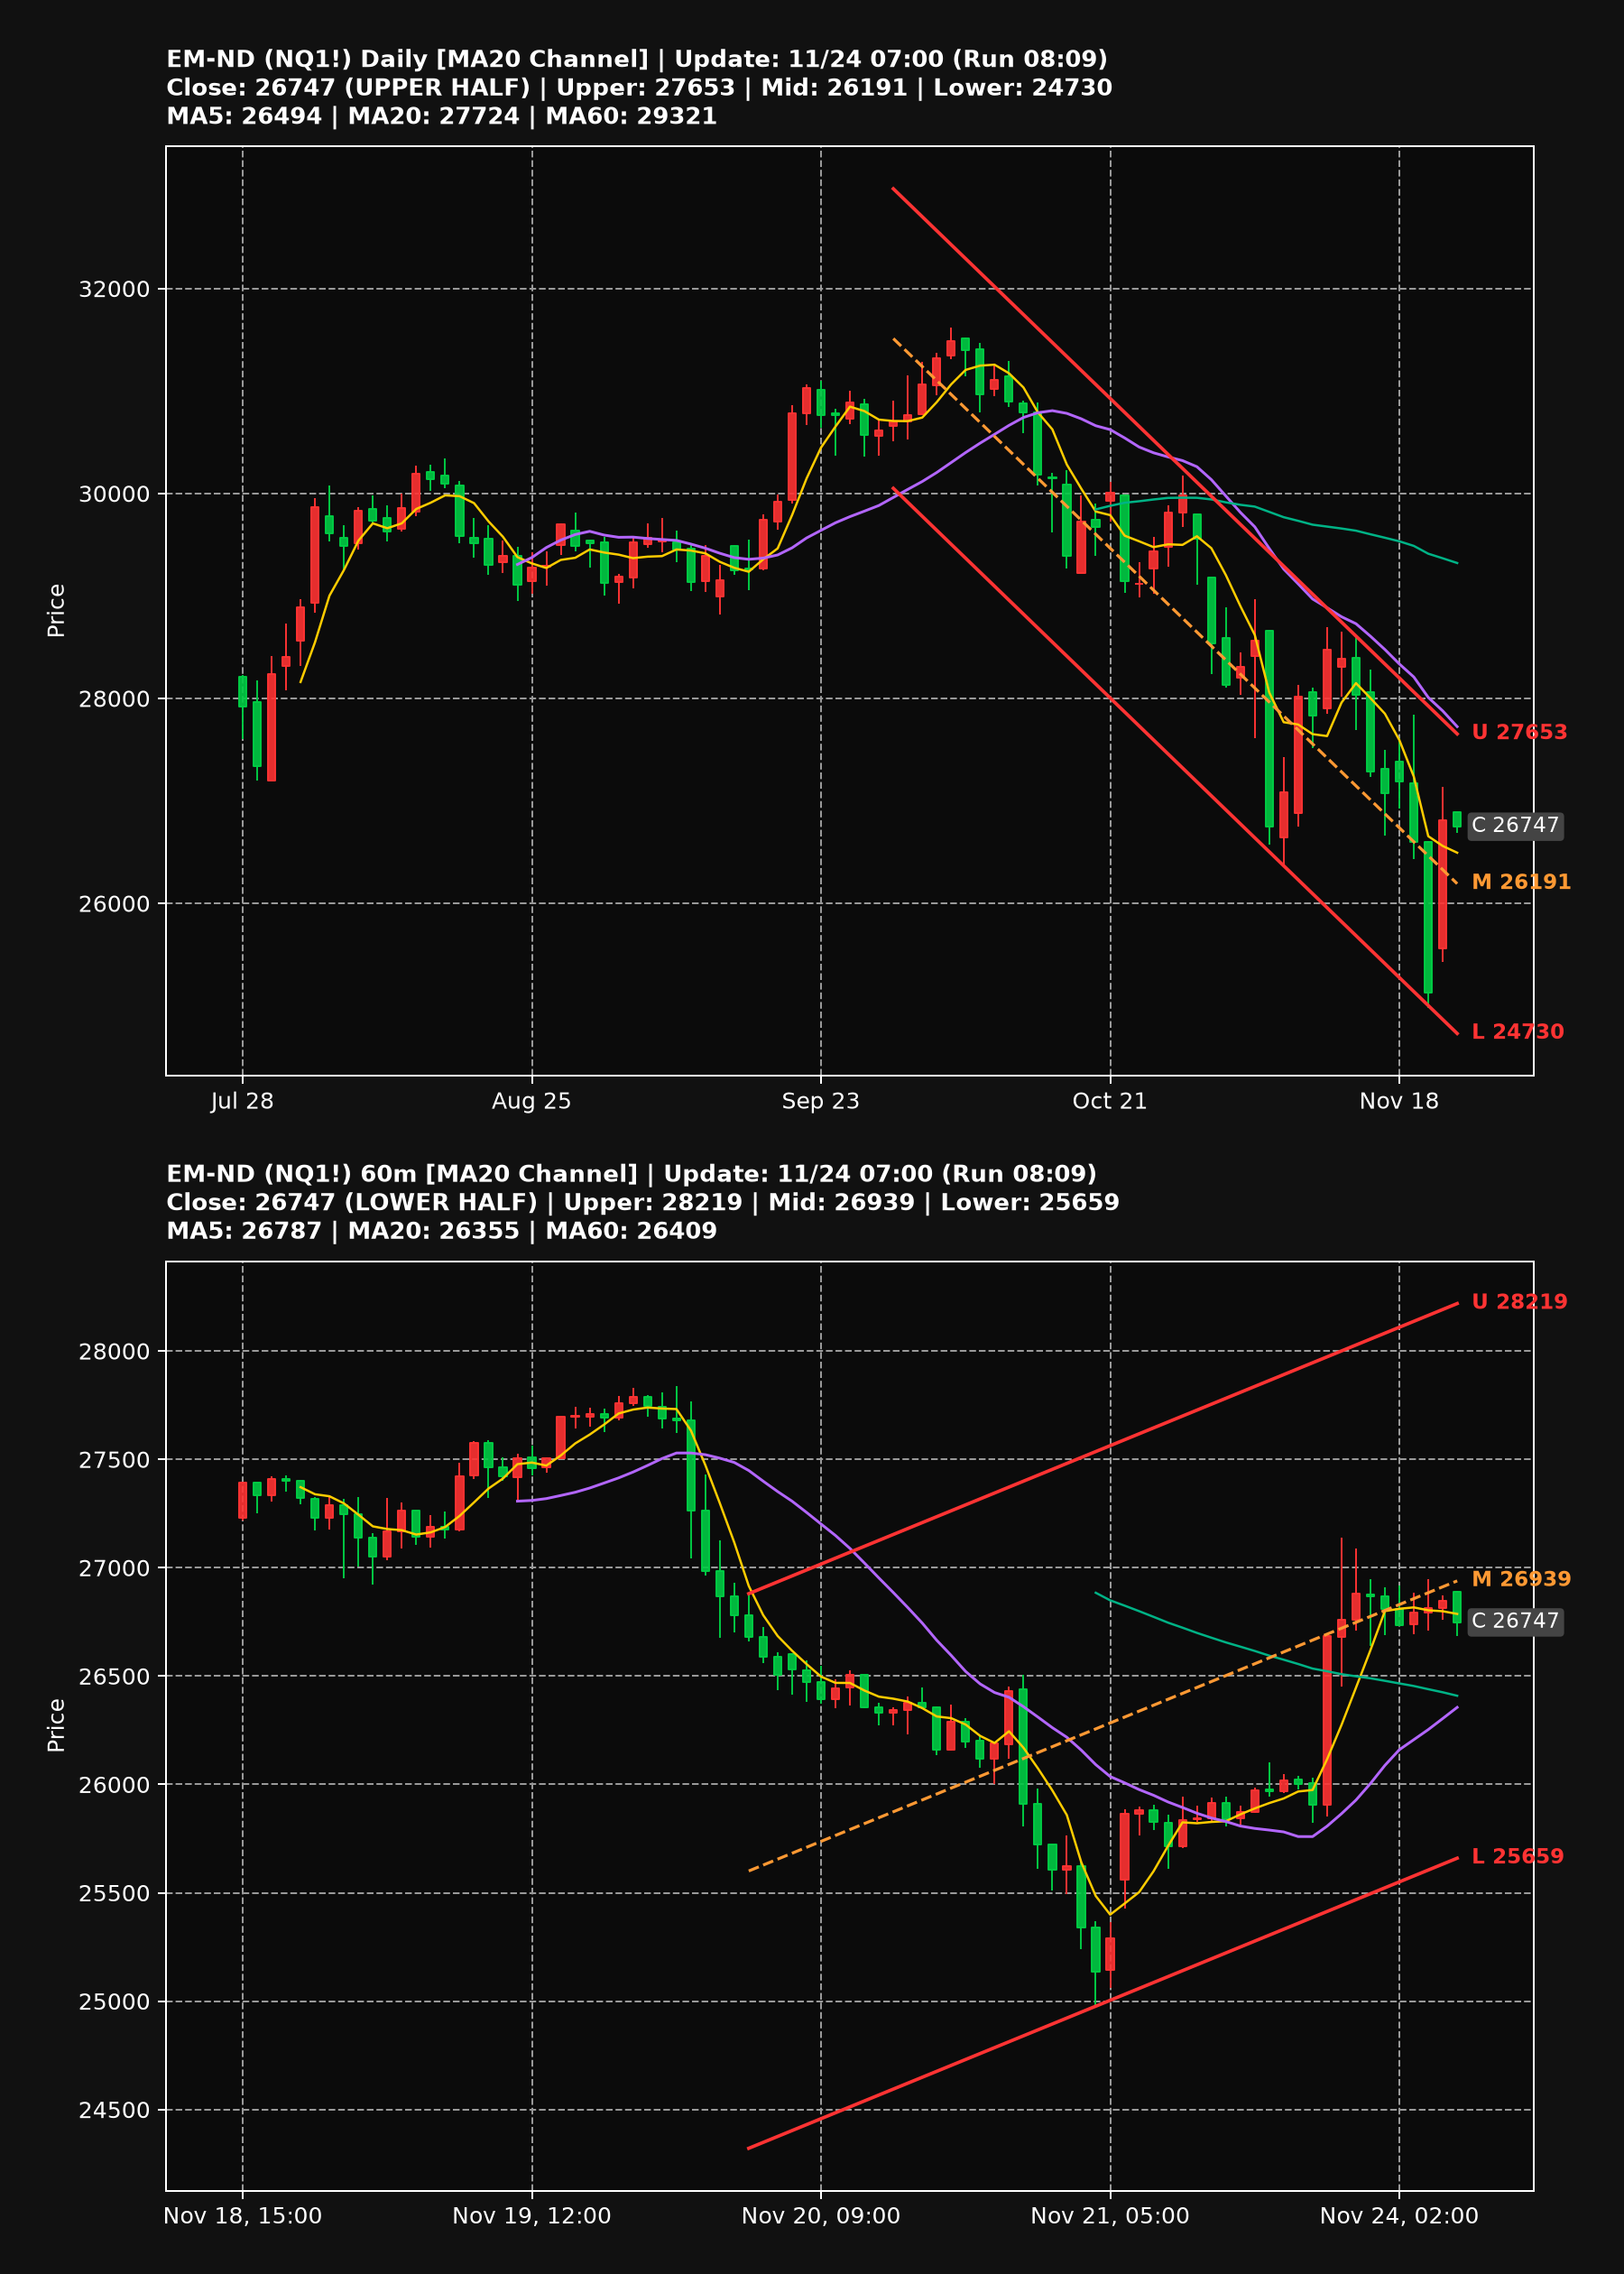 EM-ND (NQ1!) Daily [MA20 Channel] | Update: 11/24 07:00 (Run 08:09)
Close: 26747 (UPPER HALF) | Upper: 27653 | Mid: 26191 | Lower: 24730
MA5: 26494 | MA20: 27724 | MA60: 29321
Price
32000
30000
28000
26000
U 27653
C 26747
M 26191
L 24730
Jul 28
Aug 25
Sep 23
Oct 21
Nov 18
EM-ND (NQ1!) 60m [MA20 Channel] | Update: 11/24 07:00 (Run 08:09)
Close: 26747 (LOWER HALF) | Upper: 28219 | Mid: 26939 | Lower: 25659
MA5: 26787 | MA20: 26355 | MA60: 26409
Price
28000
27500
27000
26500
26000
25500
25000
24500
U 28219
M 26939
C 26747
L 25659
Nov 18, 15:00
Nov 19, 12:00
Nov 20, 09:00
Nov 21, 05:00
Nov 24, 02:00